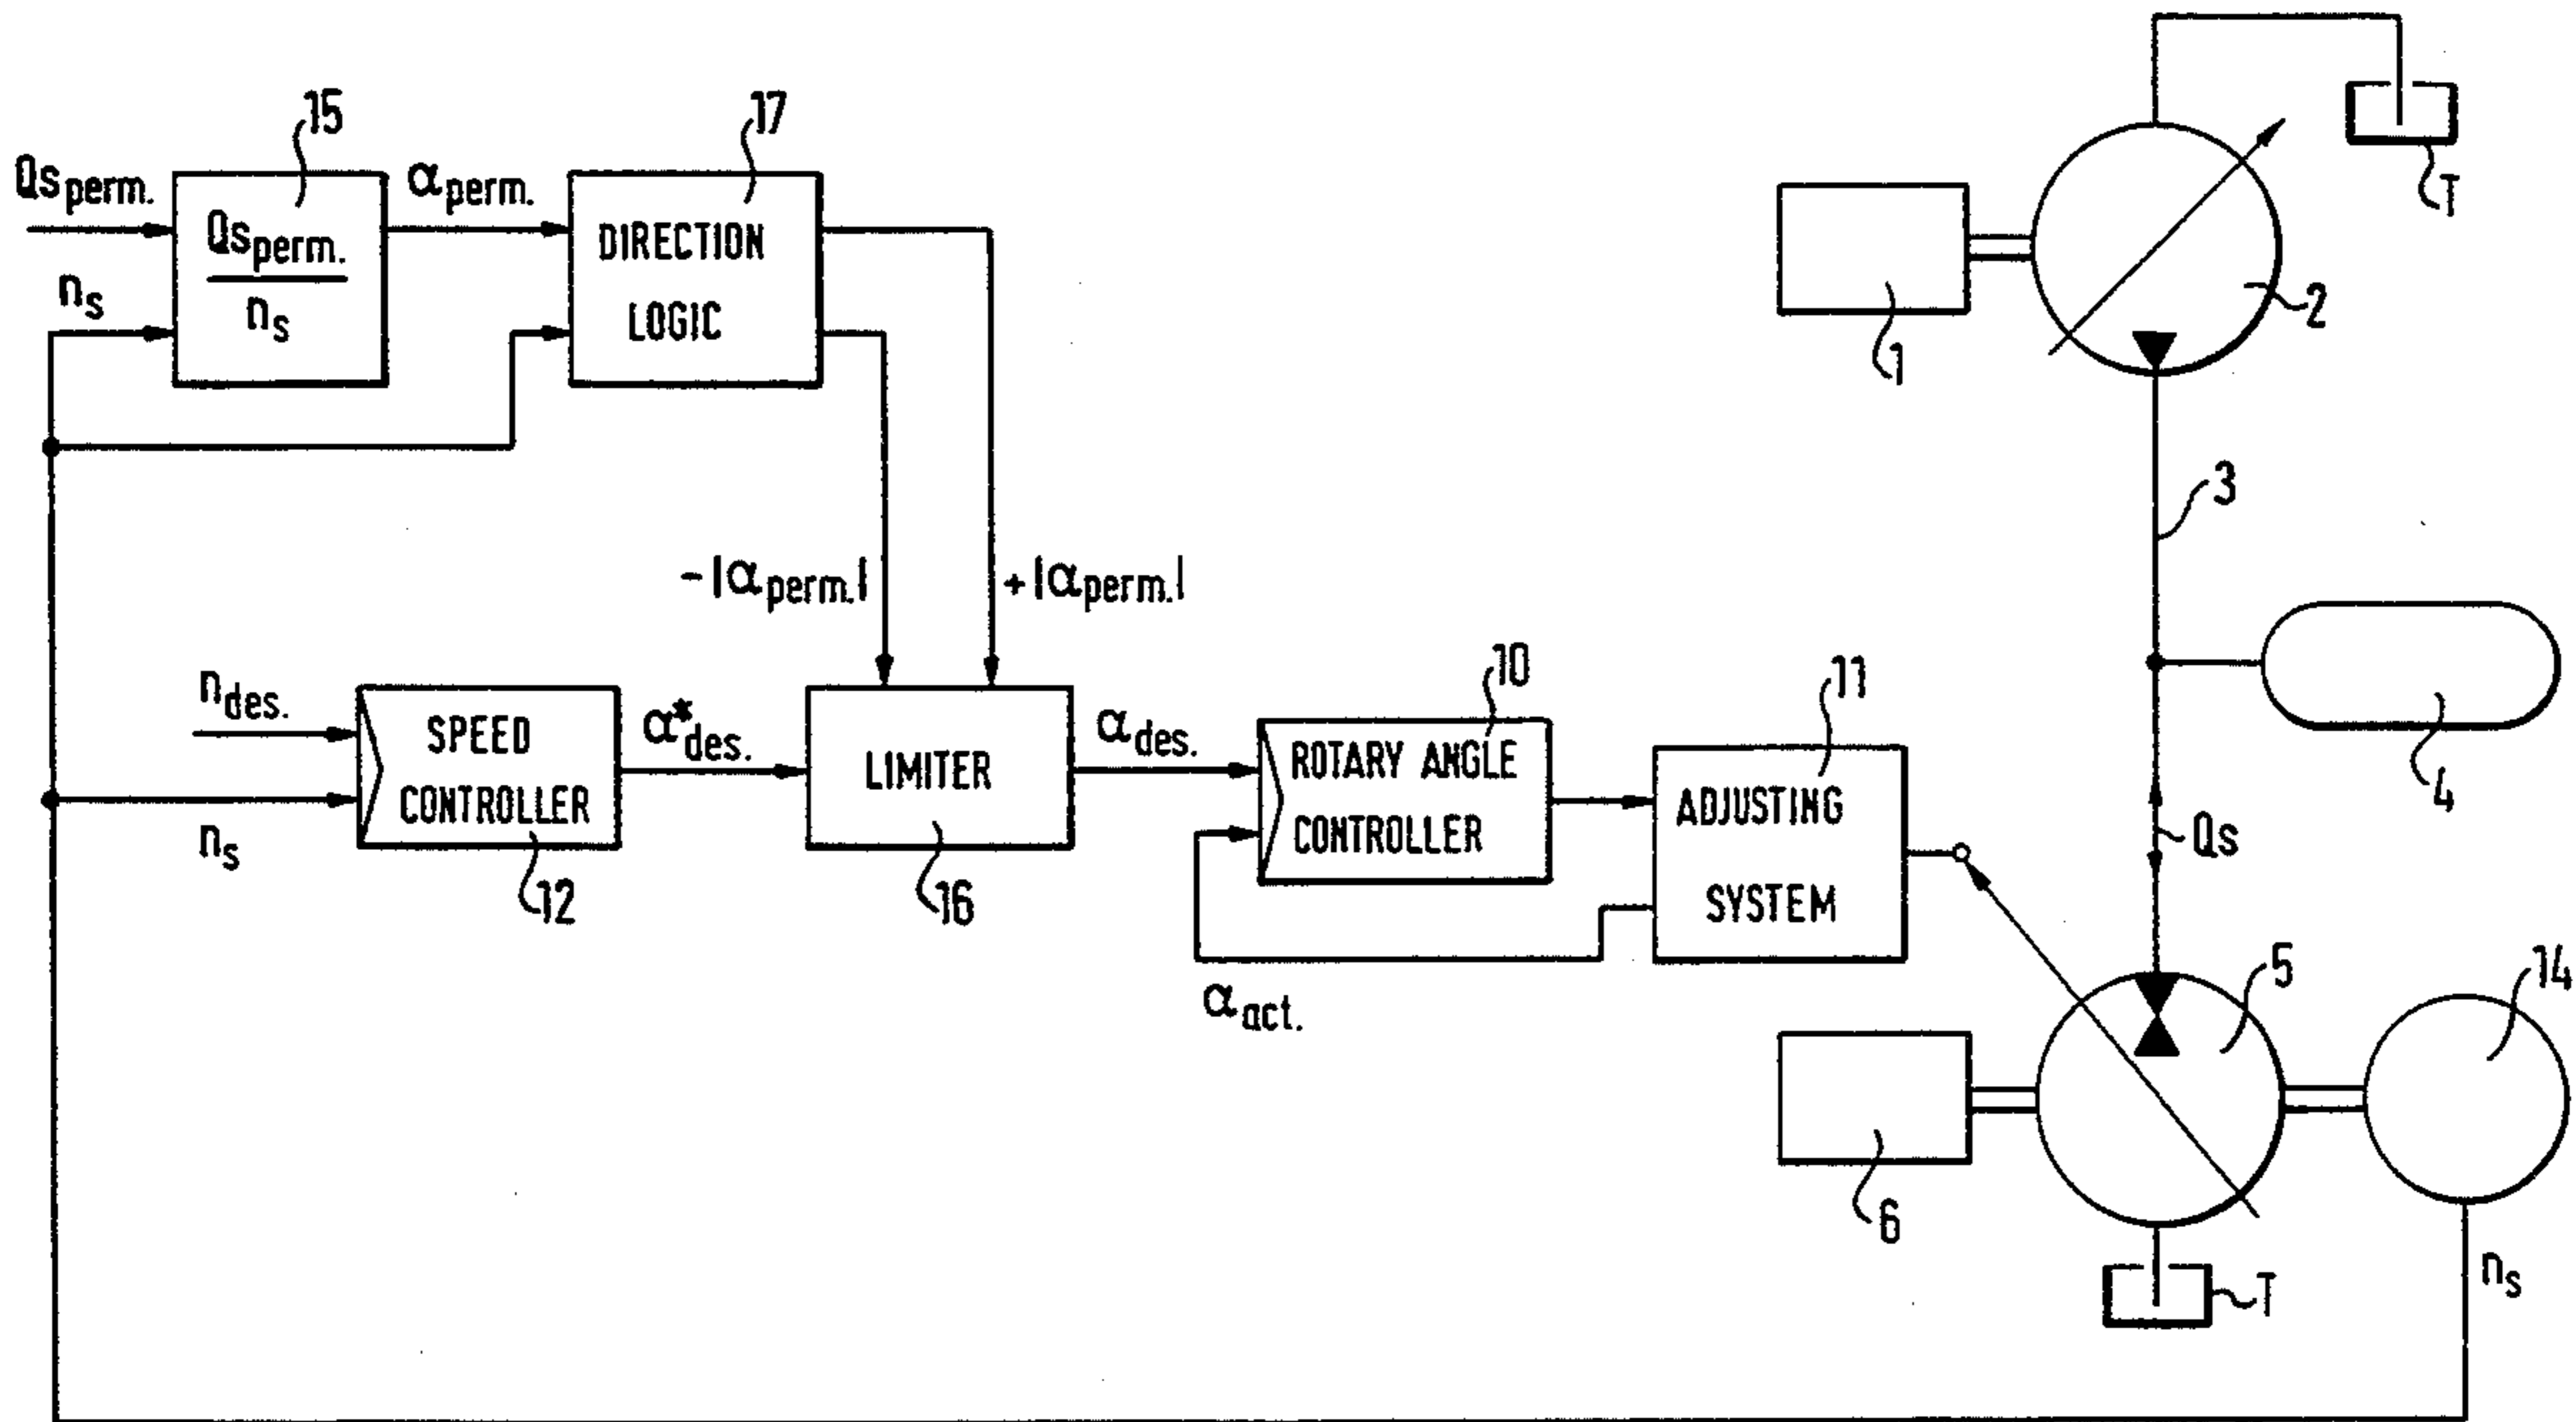 15
17
Qs perm.
α perm.
Qs perm.
n s
n s
DIRECTION
LOGIC
T
1
2
3
- |α perm.|
+ |α perm.|
n des.
SPEED
CONTROLLER
n s
12
α* des.
LIMITER
16
α des.
10
ROTARY ANGLE
CONTROLLER
α act.
11
ADJUSTING
SYSTEM
4
Qs
5
14
6
T
n s